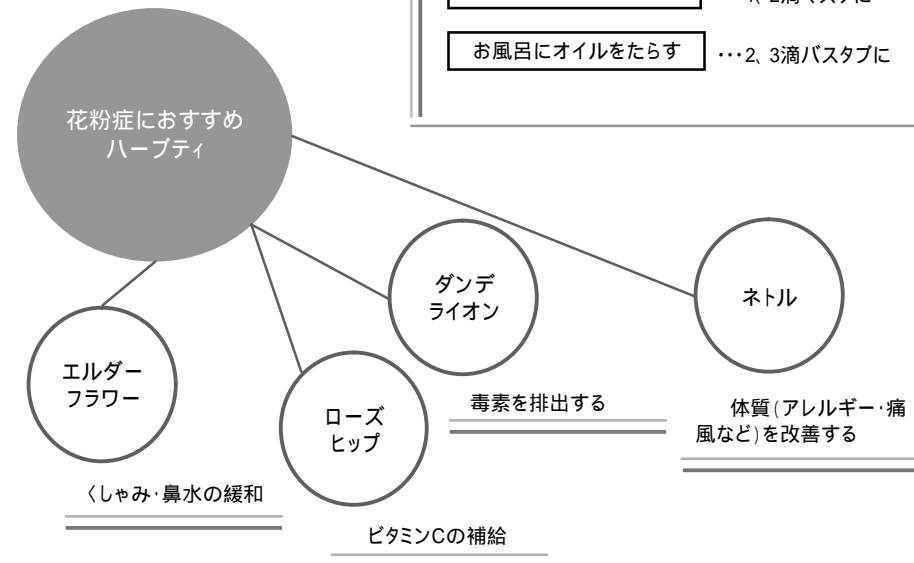 お風呂にオイルをたらす
･･･2、3滴バスタブに
花粉症におすすめ
ハーブティ
ダンデ
ライオン
ネトル
エルダー
フラワー
ローズ
ヒップ
毒素を排出する
体質(アレルギー･痛
風など)を改善する
くしゃみ･鼻水の緩和
ビタミンCの補給